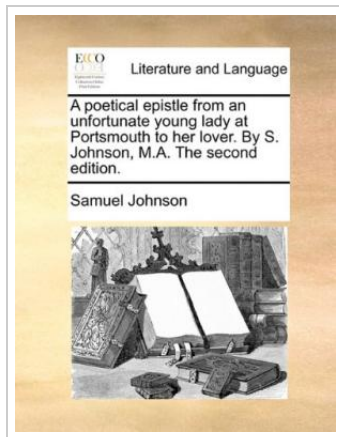 ECCO
Literature and Language
A poetical epistle from an
unfortunate young lady at
Portsmouth to her lover. By S.
Johnson, M.A. The second
edition.
Samuel Johnson